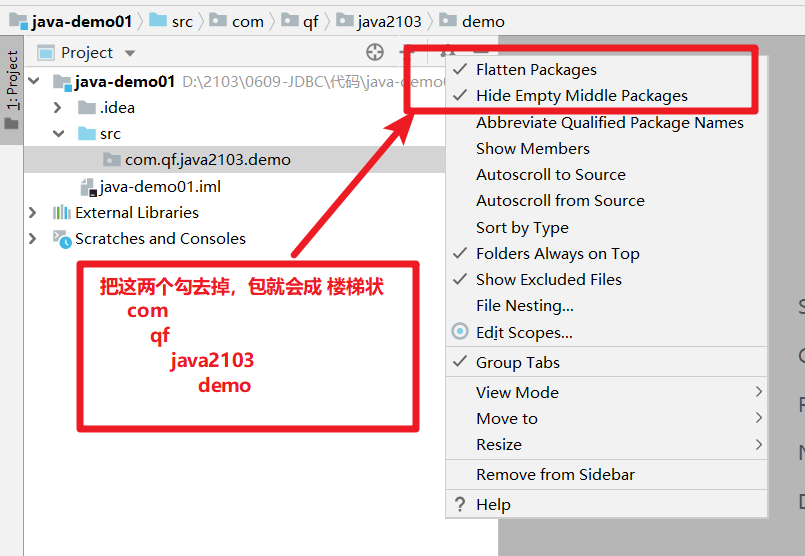 java-demo01 src com qf java2103 demo
1: Project
Project
java-demo01 D:\2103\0609-JDBC\代码\java-demo
.idea
src
com.qf.java2103.demo
java-demo01.iml
External Libraries
Scratches and Consoles
把这两个勾去掉，包就会成 楼梯状
com
qf
java2103
demo
Flatten Packages
Hide Empty Middle Packages
Abbreviate Qualified Package Names
Show Members
Autoscroll to Source
Autoscroll from Source
Sort by Type
Folders Always on Top
Show Excluded Files
File Nesting...
Edit Scopes...
Group Tabs
View Mode
Move to
Resize
Remove from Sidebar
? Help